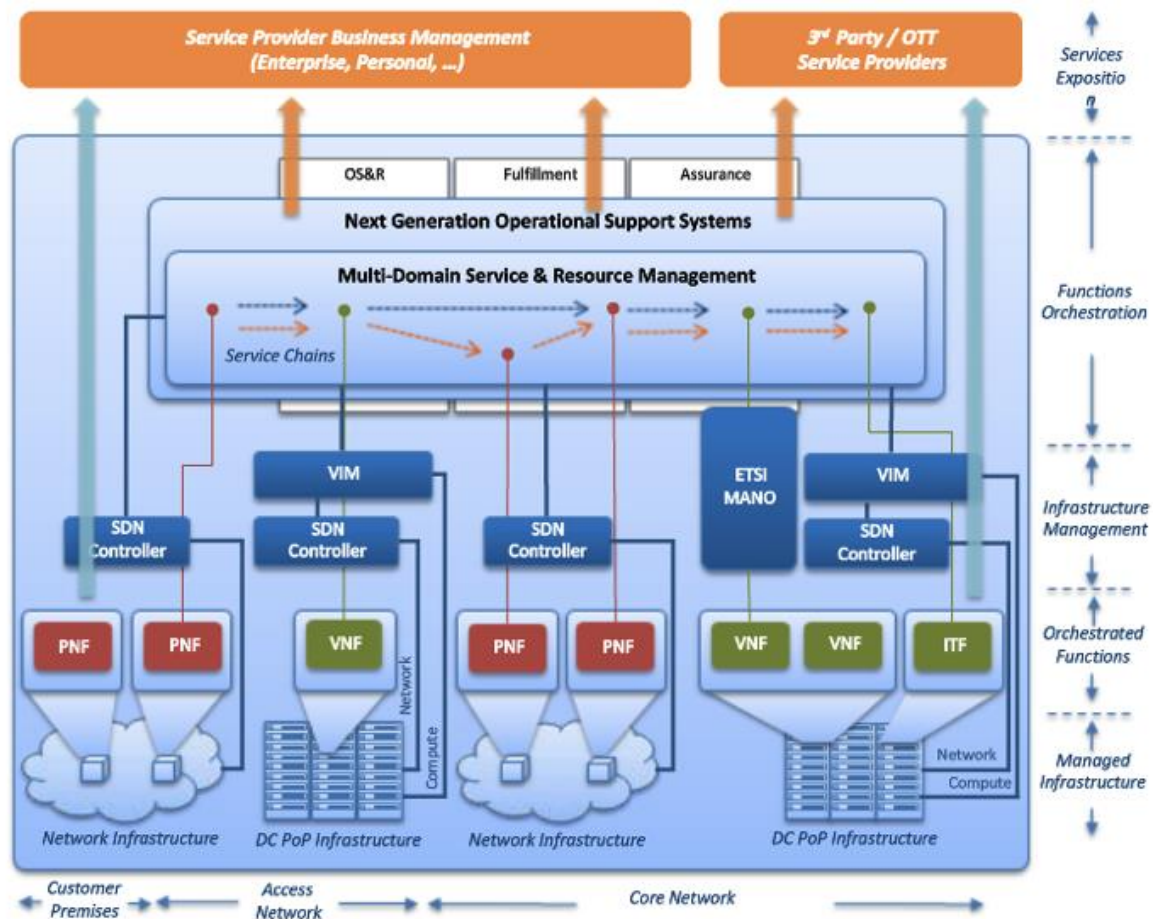 Service Provider Business Management
(Enterprise, Personal, ...)
3rd Party / OTT
Service Providers
Services
Expositio
n
OS&R
Fulfillment
Assurance
Next Generation Operational Support Systems
Multi-Domain Service & Resource Management
Service Chains
Functions
Orchestration
VIM
ETSI
MANO
VIM
SDN
Controller
SDN
Controller
SDN
Controller
SDN
Controller
Infrastructure
Management
PNF
PNF
VNF
PNF
PNF
VNF
VNF
ITF
Orchestrated
Functions
Network
Compute
Network
Compute
Managed
Infrastructure
Network Infrastructure
DC PoP Infrastructure
Network Infrastructure
DC PoP Infrastructure
Customer
Premises
Access
Network
Core Network